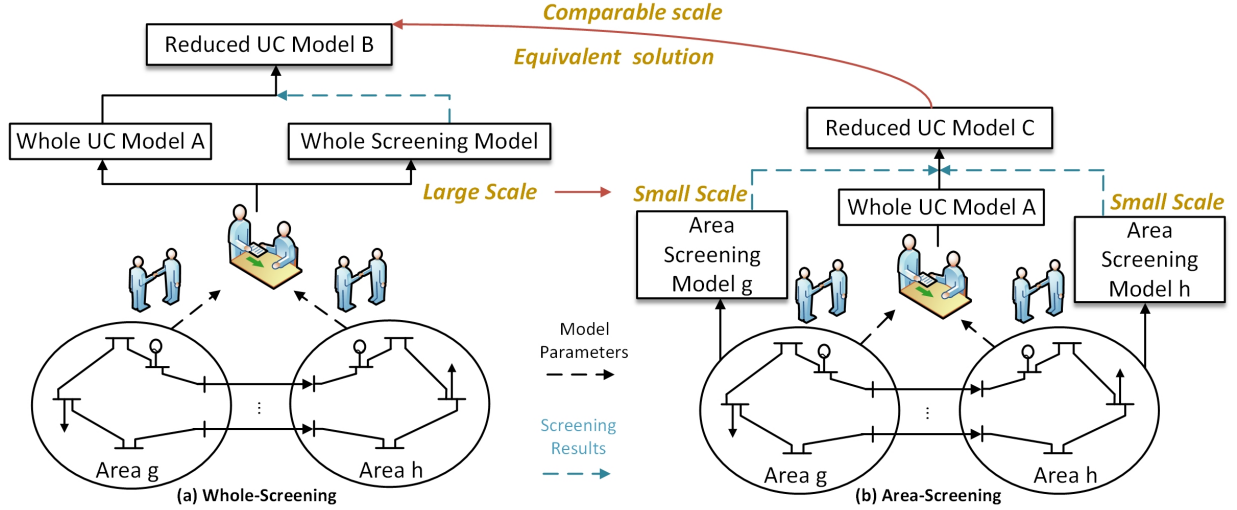 Comparable scale
Reduced UC Model B
Equivalent solution
Whole UC Model A
Whole Screening Model
Large Scale
Area g
Area h
(a) Whole-Screening
Model
Parameters
Screening
Results
Reduced UC Model C
Small Scale
Whole UC Model A
Small Scale
Area
Screening
Model g
Area
Screening
Model h
Area g
Area h
(b) Area-Screening